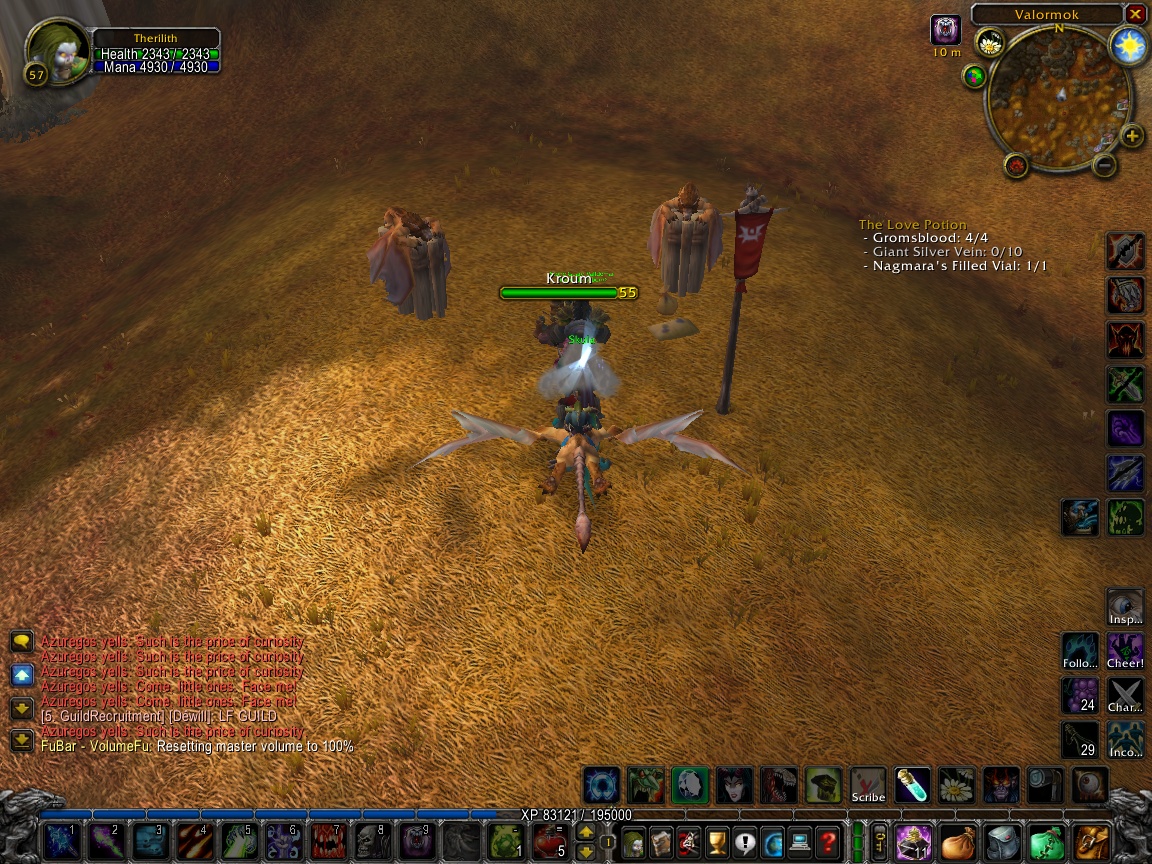 Therilith
Health 2343 / 2343
Mana 4930 / 4930
57
Valormok
N
10 m
The Love Potion
- Gromsblood: 4/4
- Giant Silver Vein: 0/10
- Nagmara's Filled Vial: 1/1
Kroum
55
Insp...
Follo...
Cheer!
24
Char...
29
Inco...
Azuregos yells: Such is the price of curiosity
Azuregos yells: Such is the price of curiosity
Azuregos yells: Such is the price of curiosity
Azuregos yells: Come, little ones. Face me!
Azuregos yells: Come, little ones. Face me!
[5. GuildRecruitment] [Dewill]: LF GUILD
Azuregos yells: Such is the price of curiosity
FuBar - VolumeFu: Resetting master volume to 100%
Scribe
XP 83121 / 195000
1 2 3 4 5 6 7 8 9 - =
1 5 1 11